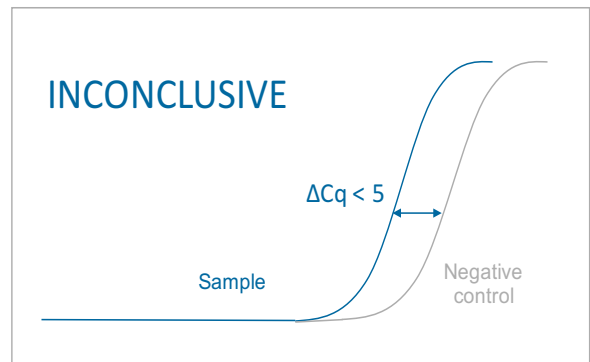 INCONCLUSIVE
ΔCq < 5
Sample
Negative
control